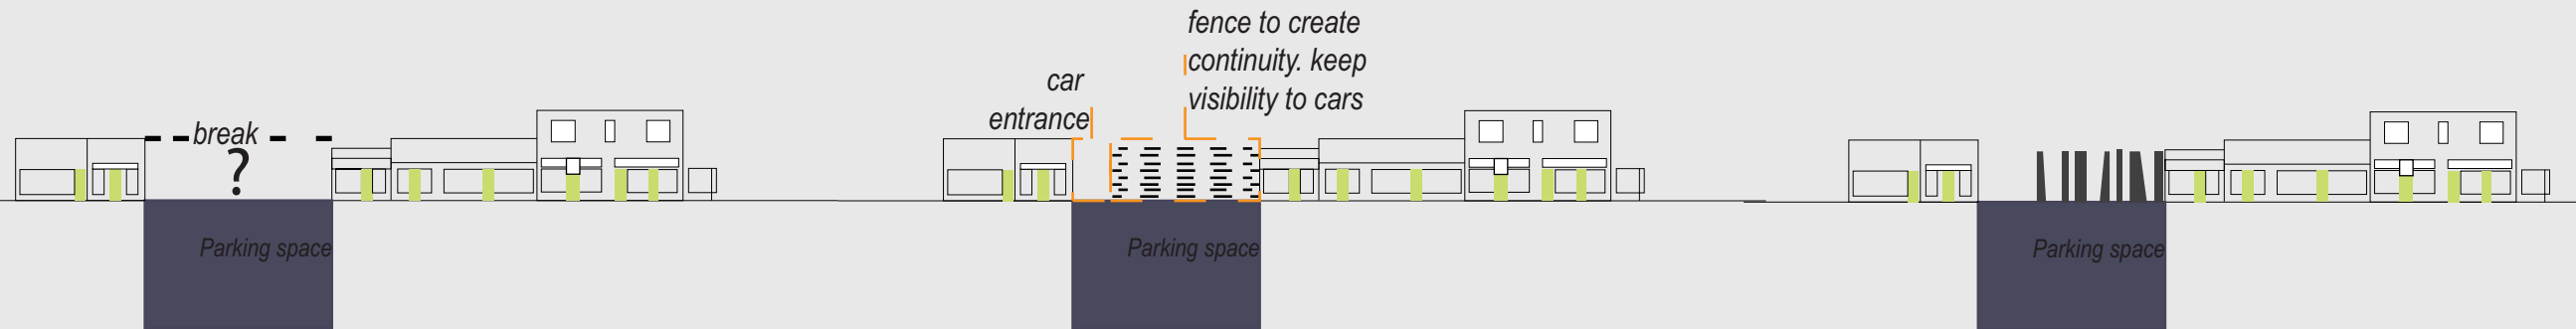 break
?
Parking space
car
entrance
fence to create
continuity. keep
visibility to cars
Parking space
Parking space